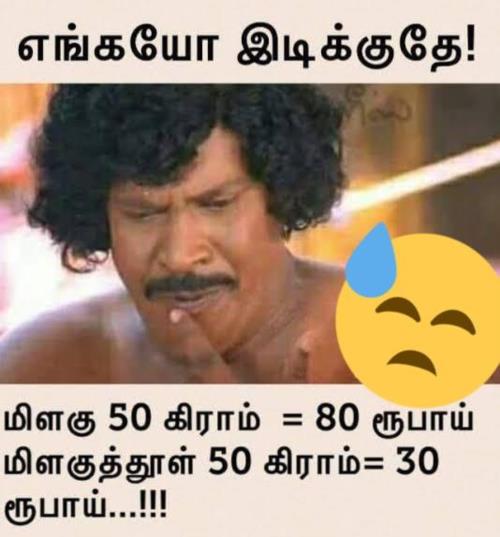 எங்கயோ இடிக்குதே!
மிளகு 50 கிராம் = 80 ரூபாய்
மிளகுத்தூள் 50 கிராம்= 30
ரூபாய்...!!!